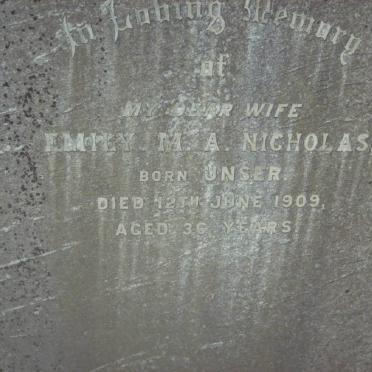 In Loving Memory
of
MY DEAR WIFE
EMILY M. A. NICHOLAS,
BORN UNSER.
DIED 12TH JUNE 1909,
AGED 36 YEARS.